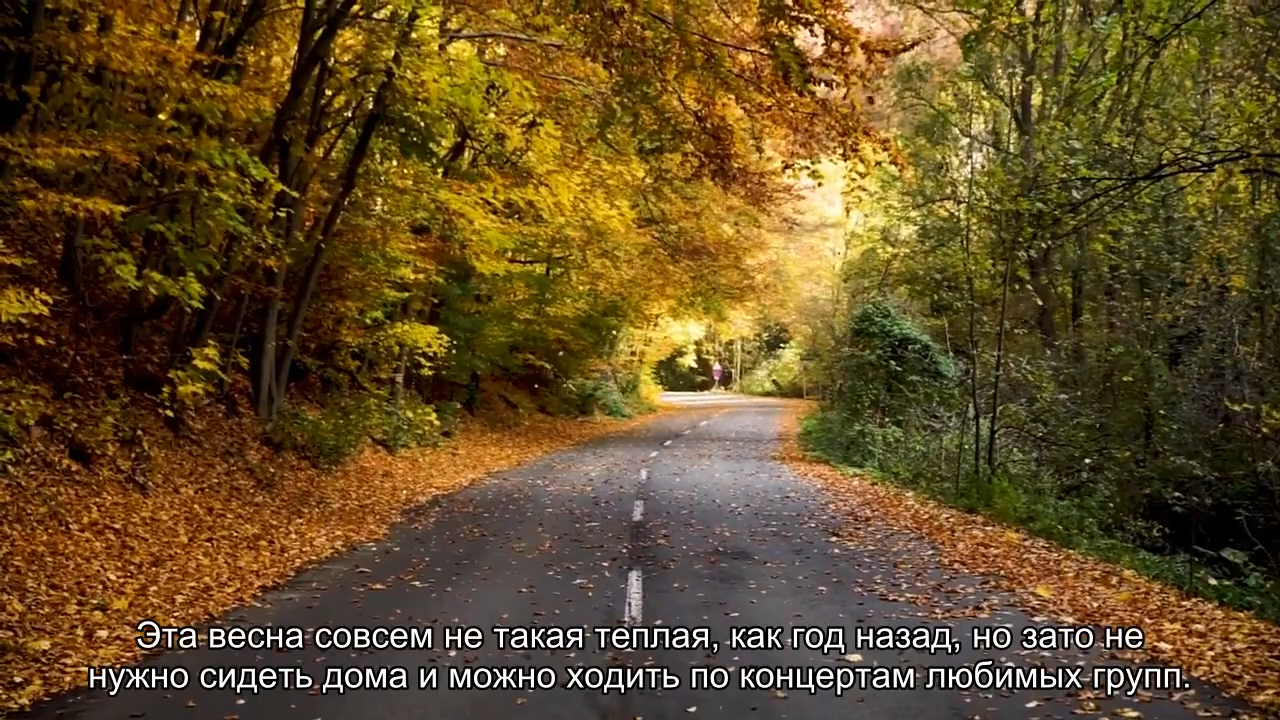 Эта весна совсем не такая теплая, как год назад, но зато не
нужно сидеть дома и можно ходить по концертам любимых групп.